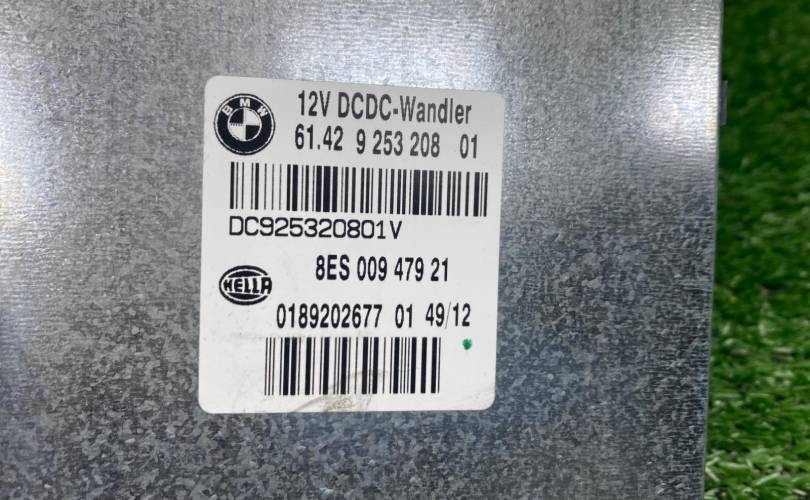 BMW
12V DCDC-Wandler
61.42 9 253 208 01
DC925320801V
8ES 009 479 21
HELLA
0189202677 01 49/12